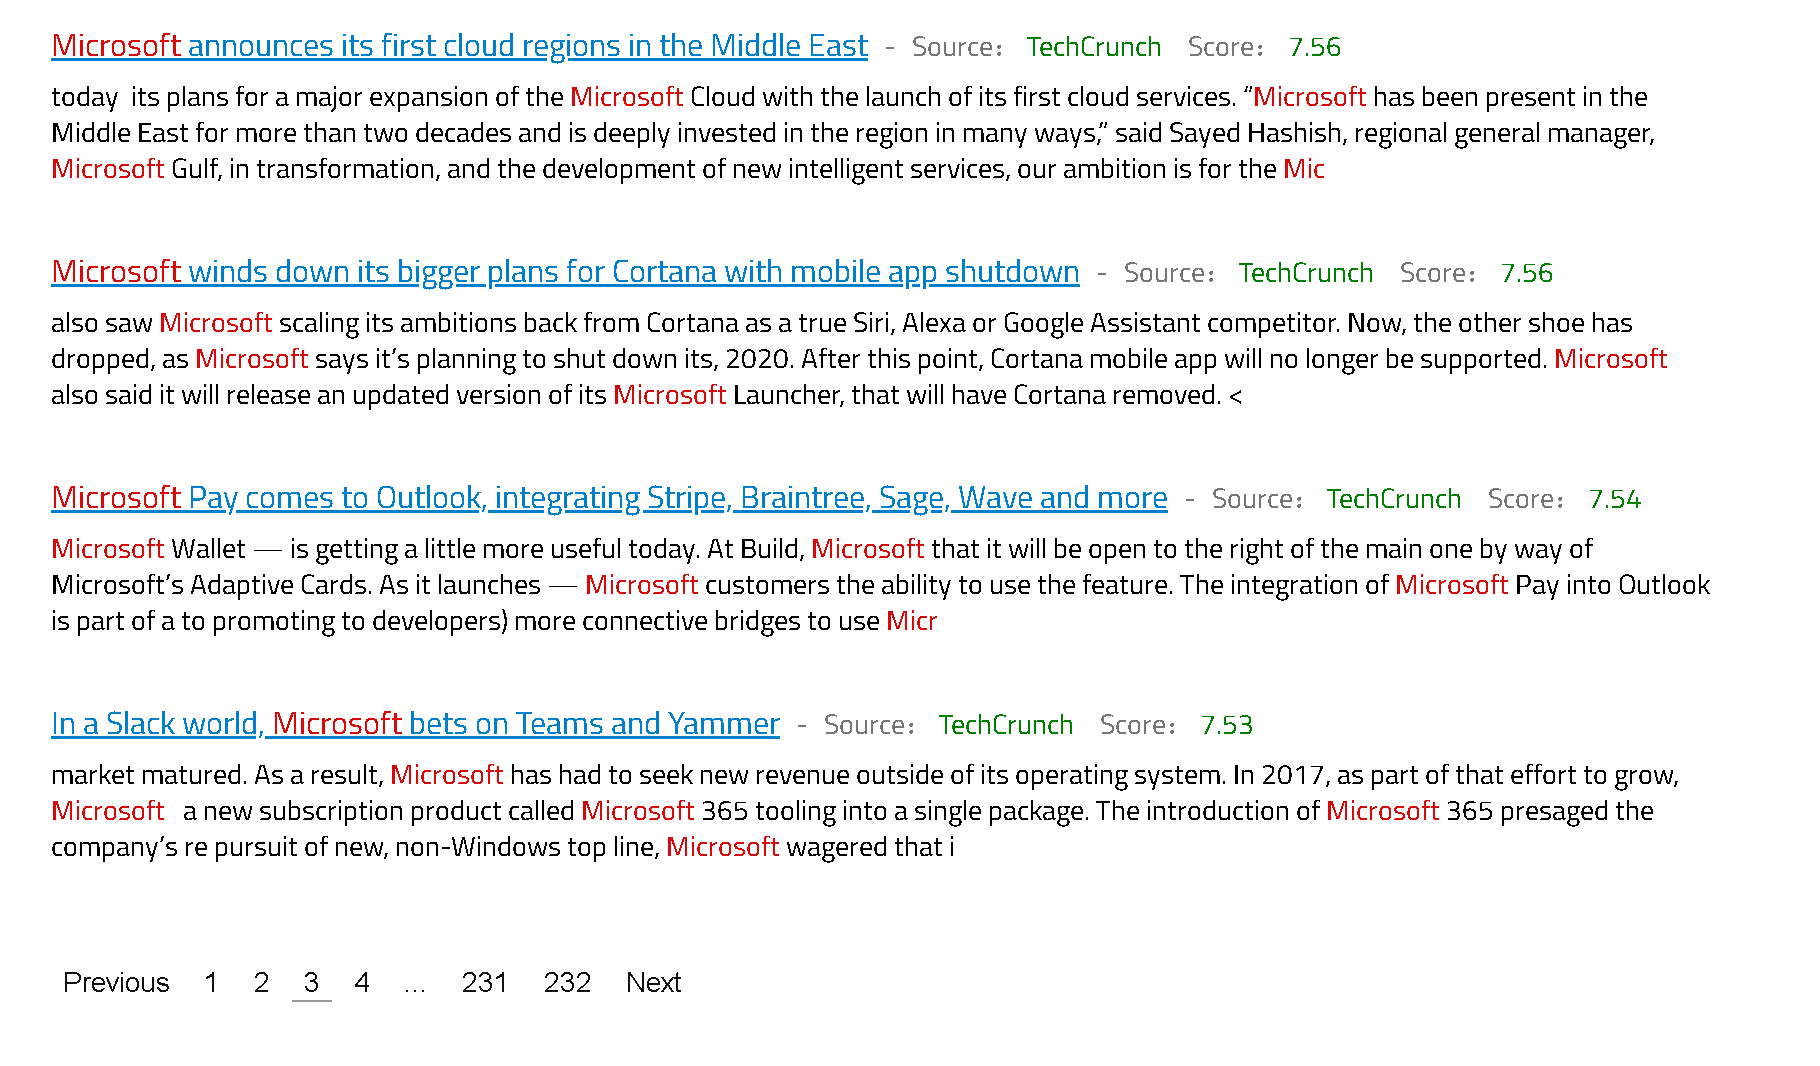 Microsoft announces its first cloud regions in the Middle East - Source： TechCrunch Score： 7.56
today its plans for a major expansion of the Microsoft Cloud with the launch of its first cloud services. “Microsoft has been present in the
Middle East for more than two decades and is deeply invested in the region in many ways,” said Sayed Hashish, regional general manager,
Microsoft Gulf, in transformation, and the development of new intelligent services, our ambition is for the Mic
Microsoft winds down its bigger plans for Cortana with mobile app shutdown - Source： TechCrunch Score： 7.56
also saw Microsoft scaling its ambitions back from Cortana as a true Siri, Alexa or Google Assistant competitor. Now, the other shoe has
dropped, as Microsoft says it’s planning to shut down its, 2020. After this point, Cortana mobile app will no longer be supported. Microsoft
also said it will release an updated version of its Microsoft Launcher, that will have Cortana removed. <
Microsoft Pay comes to Outlook, integrating Stripe, Braintree, Sage, Wave and more - Source： TechCrunch Score： 7.54
Microsoft Wallet — is getting a little more useful today. At Build, Microsoft that it will be open to the right of the main one by way of
Microsoft’s Adaptive Cards. As it launches — Microsoft customers the ability to use the feature. The integration of Microsoft Pay into Outlook
is part of a to promoting to developers) more connective bridges to use Micr
In a Slack world, Microsoft bets on Teams and Yammer - Source： TechCrunch Score： 7.53
market matured. As a result, Microsoft has had to seek new revenue outside of its operating system. In 2017, as part of that effort to grow,
Microsoft a new subscription product called Microsoft 365 tooling into a single package. The introduction of Microsoft 365 presaged the
company’s re pursuit of new, non-Windows top line, Microsoft wagered that i
Previous 1 2 3 4 ... 231 232 Next